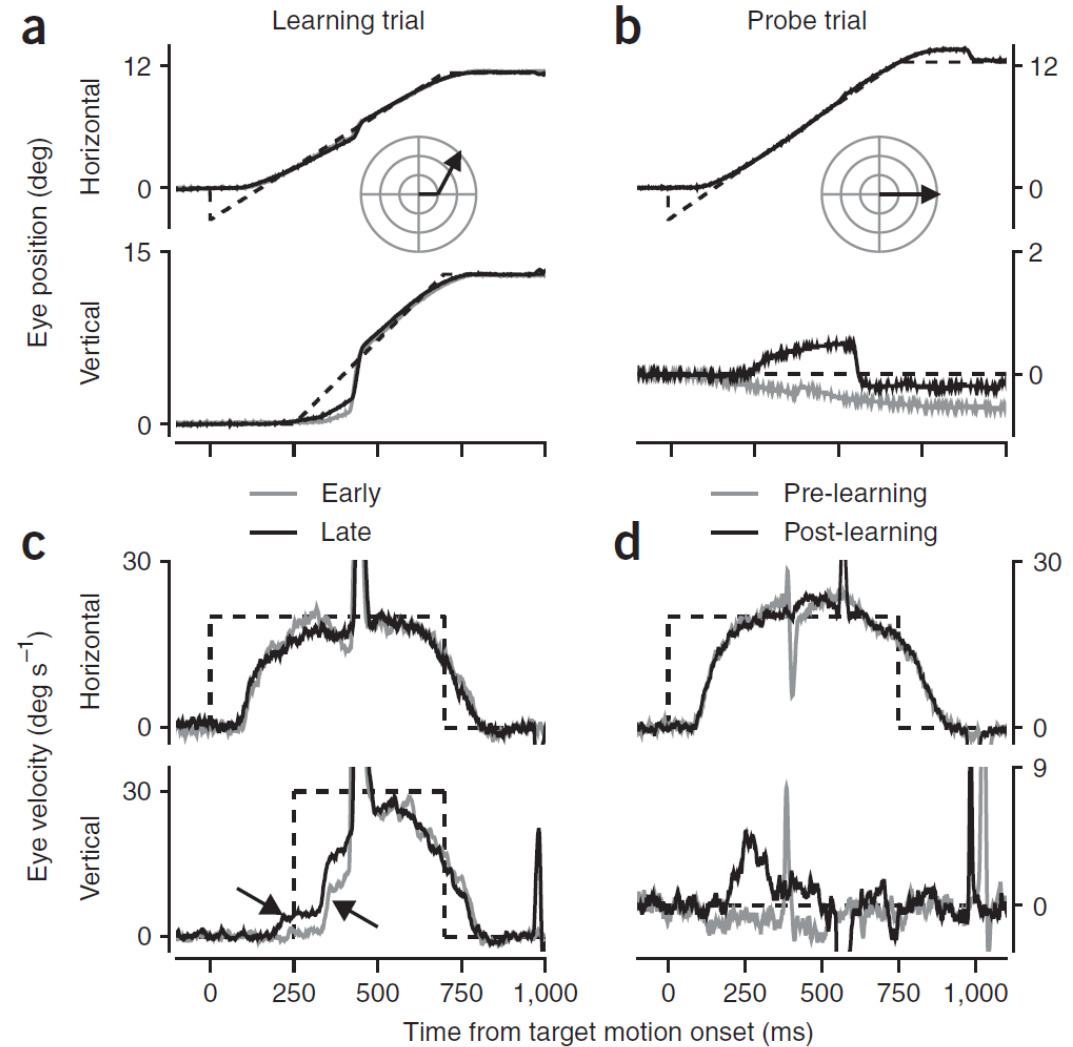 a
Learning trial
b
Probe trial
Eye position (deg)
Horizontal
12
0
12
0
Vertical
15
0
2
0
Early
Late
Pre-learning
Post-learning
c
d
Eye velocity (deg s⁻¹)
Horizontal
30
0
30
0
Vertical
30
0
9
0
0 250 500 750 1,000
0 250 500 750 1,000
Time from target motion onset (ms)